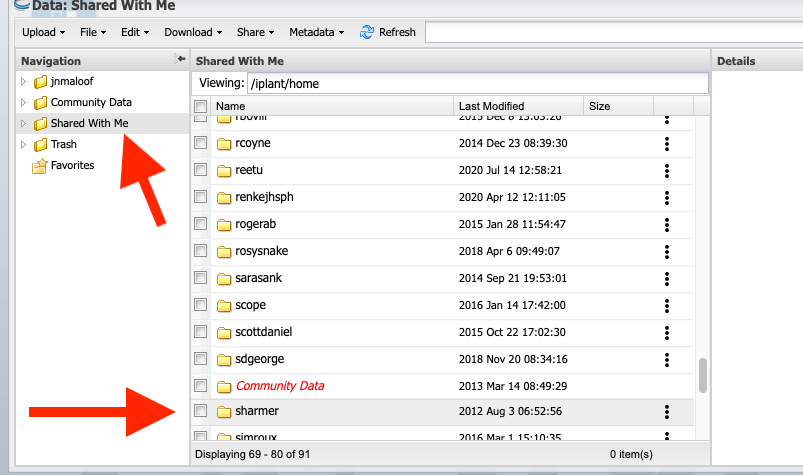 Data: Shared With Me
Upload File Edit Download Share Metadata Refresh
Navigation
jnmaloof
Community Data
Shared With Me
Trash
Favorites
Shared With Me
Viewing: /iplant/home
Name Last Modified Size
rbovill 2015 Dec 8 13:03:26
rcoyne 2014 Dec 23 08:39:30
reetu 2020 Jul 14 12:58:21
renkejhsph 2020 Apr 12 12:11:05
rogerab 2015 Jan 28 11:54:47
rosysnake 2018 Apr 6 09:49:07
sarasank 2014 Sep 21 19:53:01
scope 2016 Jan 14 17:42:00
scottdaniel 2015 Oct 22 17:02:30
sdgeorge 2018 Nov 20 08:34:16
Community Data 2013 Mar 14 08:49:29
sharmer 2012 Aug 3 06:52:56
simroux 2016 Mar 1 15:10:35
Displaying 69 - 80 of 91 0 item(s)
Details